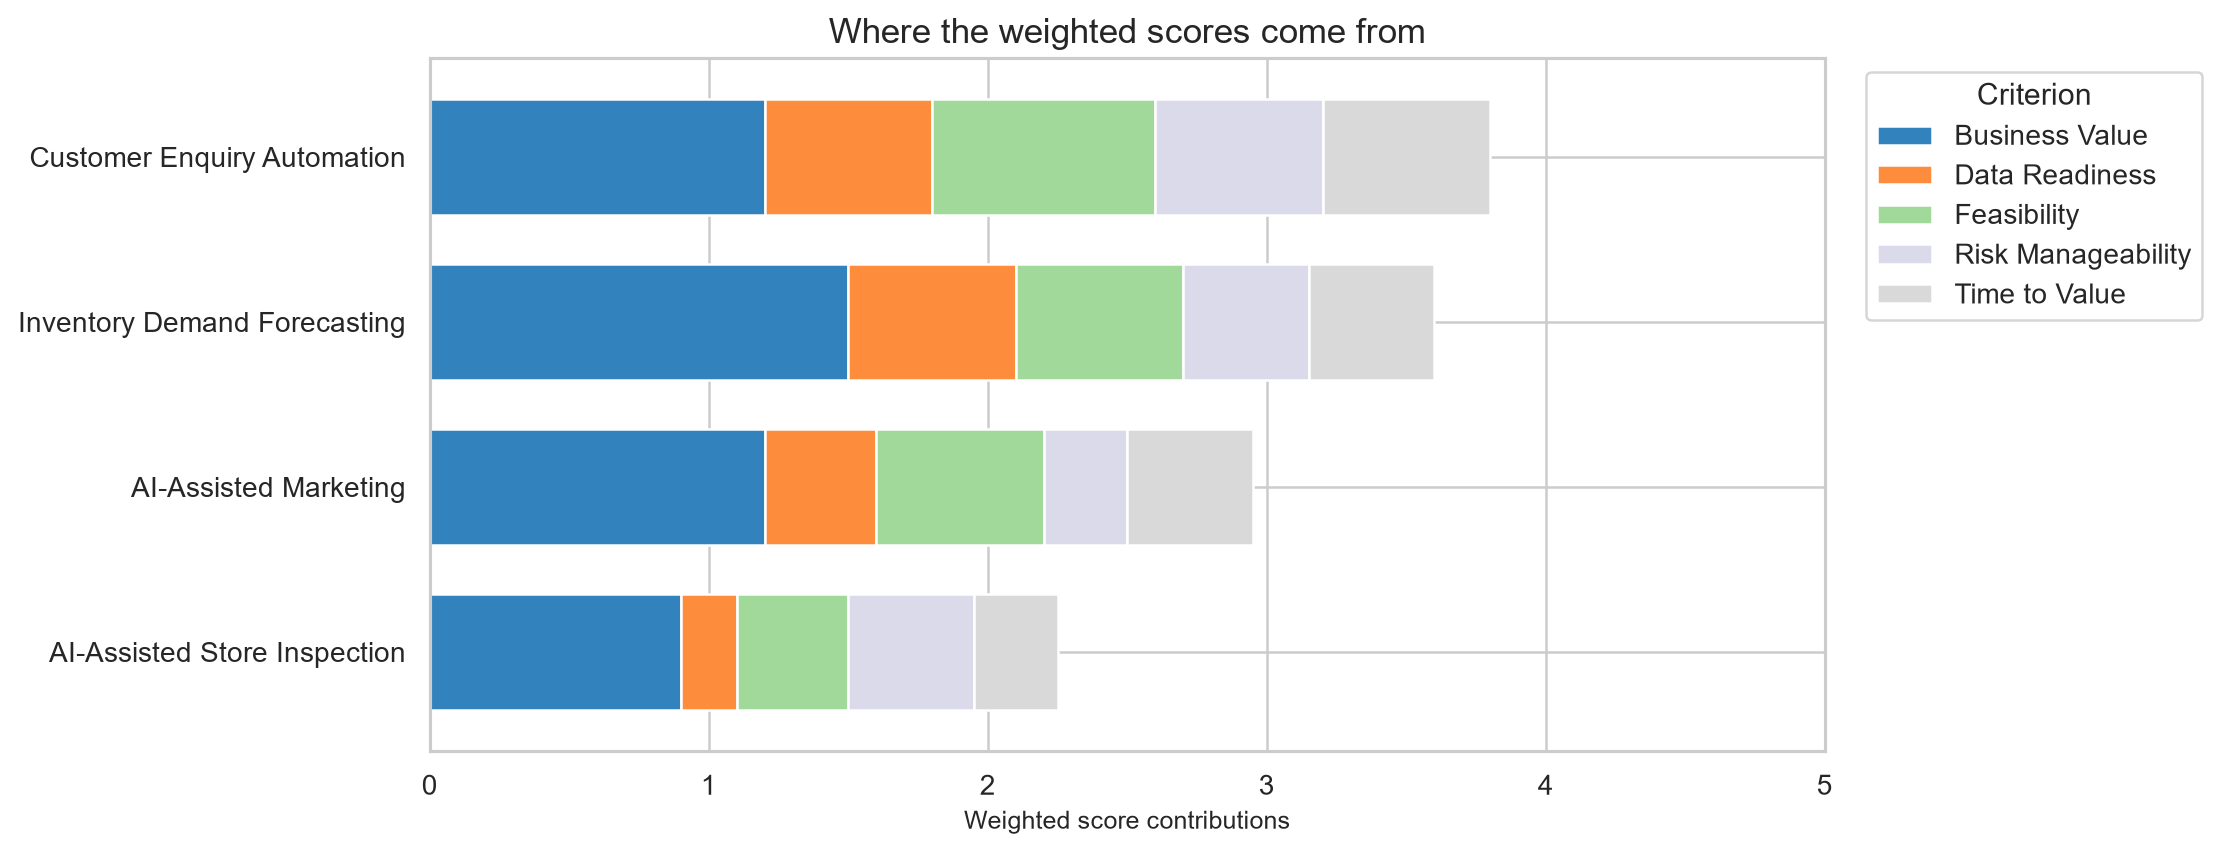 Where the weighted scores come from
Customer Enquiry Automation
Inventory Demand Forecasting
AI-Assisted Marketing
AI-Assisted Store Inspection
0 1 2 3 4 5
Weighted score contributions
Criterion
Business Value
Data Readiness
Feasibility
Risk Manageability
Time to Value